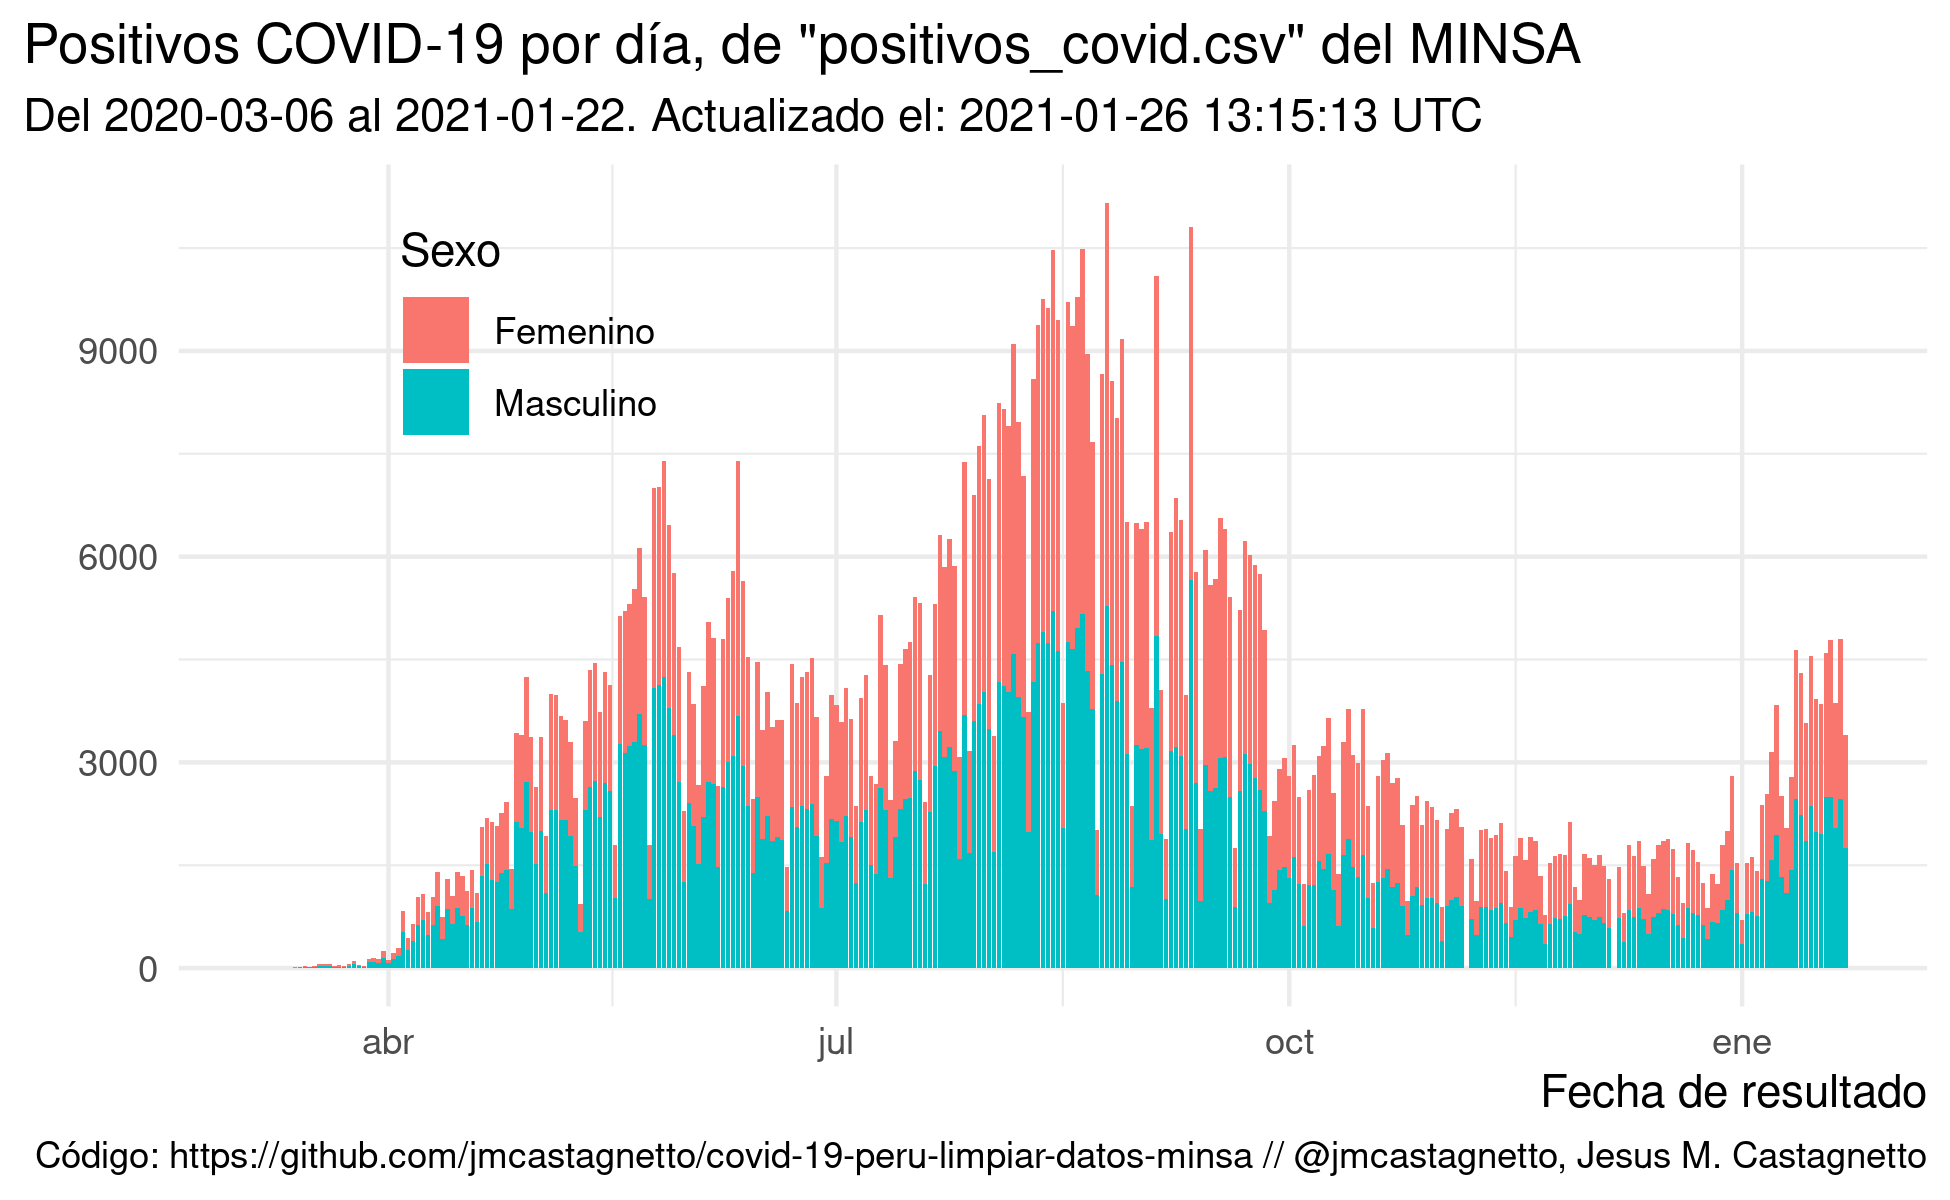 Positivos COVID-19 por día, de "positivos_covid.csv" del MINSA
Del 2020-03-06 al 2021-01-22. Actualizado el: 2021-01-26 13:15:13 UTC
Sexo
Femenino
Masculino
9000
6000
3000
0
abr jul oct ene
Fecha de resultado
Código: https://github.com/jmcastagnetto/covid-19-peru-limpiar-datos-minsa // @jmcastagnetto, Jesus M. Castagnetto